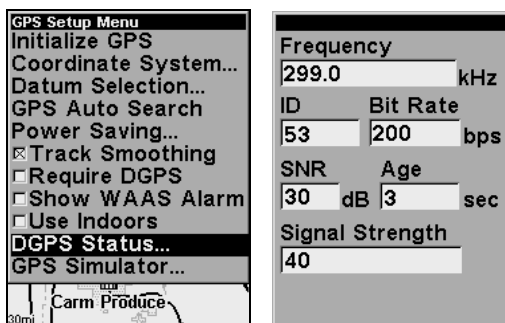 GPS Setup Menu
Initialize GPS
Coordinate System...
Datum Selection...
GPS Auto Search
Power Saving...
Track Smoothing
Require DGPS
Show WAAS Alarm
Use Indoors
DGPS Status...
GPS Simulator...
Carm Produce
30mi
Frequency
299.0 kHz
ID Bit Rate
53 200 bps
SNR Age
30 dB 3 sec
Signal Strength
40